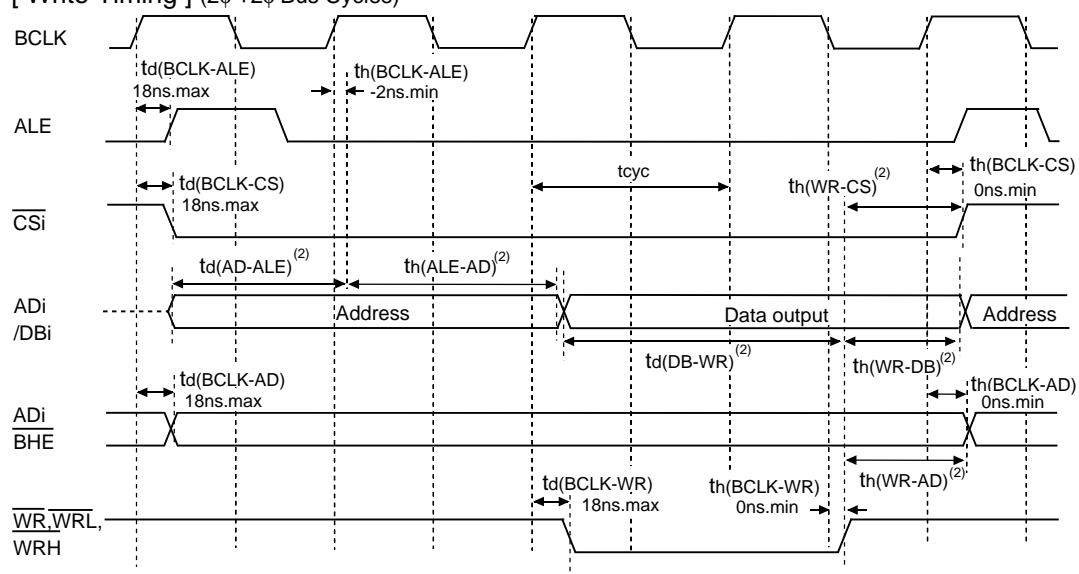 [ Write Timing ] (2φ +2φ Bus Cycles)
BCLK
td(BCLK-ALE)
18ns.max
th(BCLK-ALE)
-2ns.min
ALE
td(BCLK-CS)
18ns.max
tcyc
th(WR-CS)(2)
th(BCLK-CS)
0ns.min
CSi
td(AD-ALE)(2)
th(ALE-AD)(2)
ADi
/DBi
Address
Data output
Address
td(DB-WR)(2)
th(WR-DB)(2)
td(BCLK-AD)
18ns.max
th(BCLK-AD)
0ns.min
ADi
BHE
th(WR-AD)(2)
td(BCLK-WR)
18ns.max
th(BCLK-WR)
0ns.min
WR,WRL,
WRH